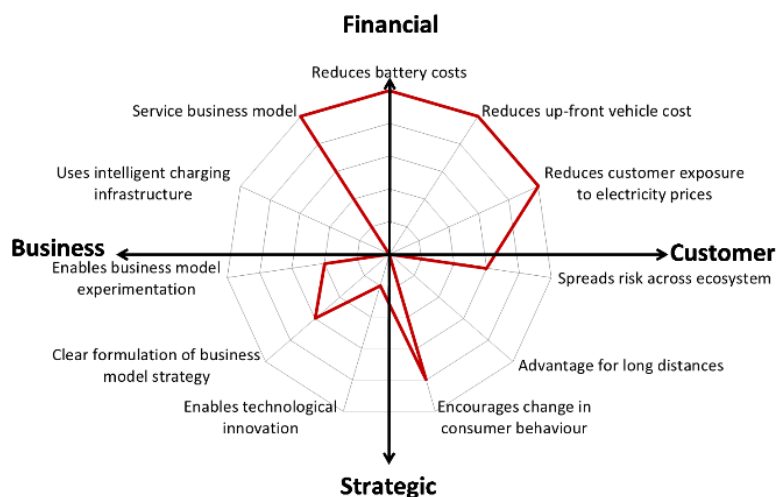 Financial
Reduces battery costs
Service business model
Reduces up-front vehicle cost
Uses intelligent charging
infrastructure
Reduces customer exposure
to electricity prices
Business
Customer
Enables business model
experimentation
Spreads risk across ecosystem
Clear formulation of business
model strategy
Advantage for long distances
Enables technological
innovation
Encourages change in
consumer behaviour
Strategic